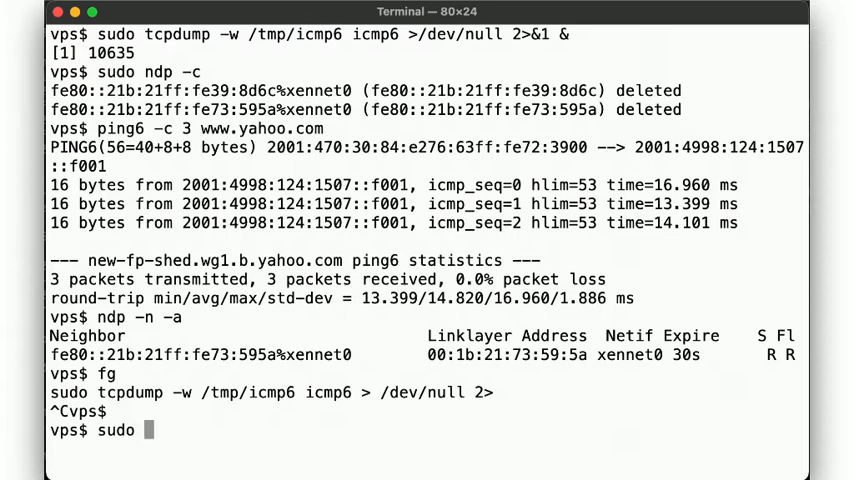 Terminal — 80×24
vps$ sudo tcpdump -w /tmp/icmp6 icmp6 >/dev/null 2>&1 &
[1] 10635
vps$ sudo ndp -c
fe80::21b:21ff:fe39:8d6c%xennet0 (fe80::21b:21ff:fe39:8d6c) deleted
fe80::21b:21ff:fe73:595a%xennet0 (fe80::21b:21ff:fe73:595a) deleted
vps$ ping6 -c 3 www.yahoo.com
PING6(56=40+8+8 bytes) 2001:470:30:84:e276:63ff:fe72:3900 --> 2001:4998:124:1507
::f001
16 bytes from 2001:4998:124:1507::f001, icmp_seq=0 hlim=53 time=16.960 ms
16 bytes from 2001:4998:124:1507::f001, icmp_seq=1 hlim=53 time=13.399 ms
16 bytes from 2001:4998:124:1507::f001, icmp_seq=2 hlim=53 time=14.101 ms
--- new-fp-shed.wg1.b.yahoo.com ping6 statistics ---
3 packets transmitted, 3 packets received, 0.0% packet loss
round-trip min/avg/max/std-dev = 13.399/14.820/16.960/1.886 ms
vps$ ndp -n -a
Neighbor                                Linklayer Address  Netif Expire    S Fl
fe80::21b:21ff:fe73:595a%xennet0          00:1b:21:73:59:5a xennet0 30s        R R
vps$ fg
sudo tcpdump -w /tmp/icmp6 icmp6 > /dev/null 2>
^Cvps$
vps$ sudo